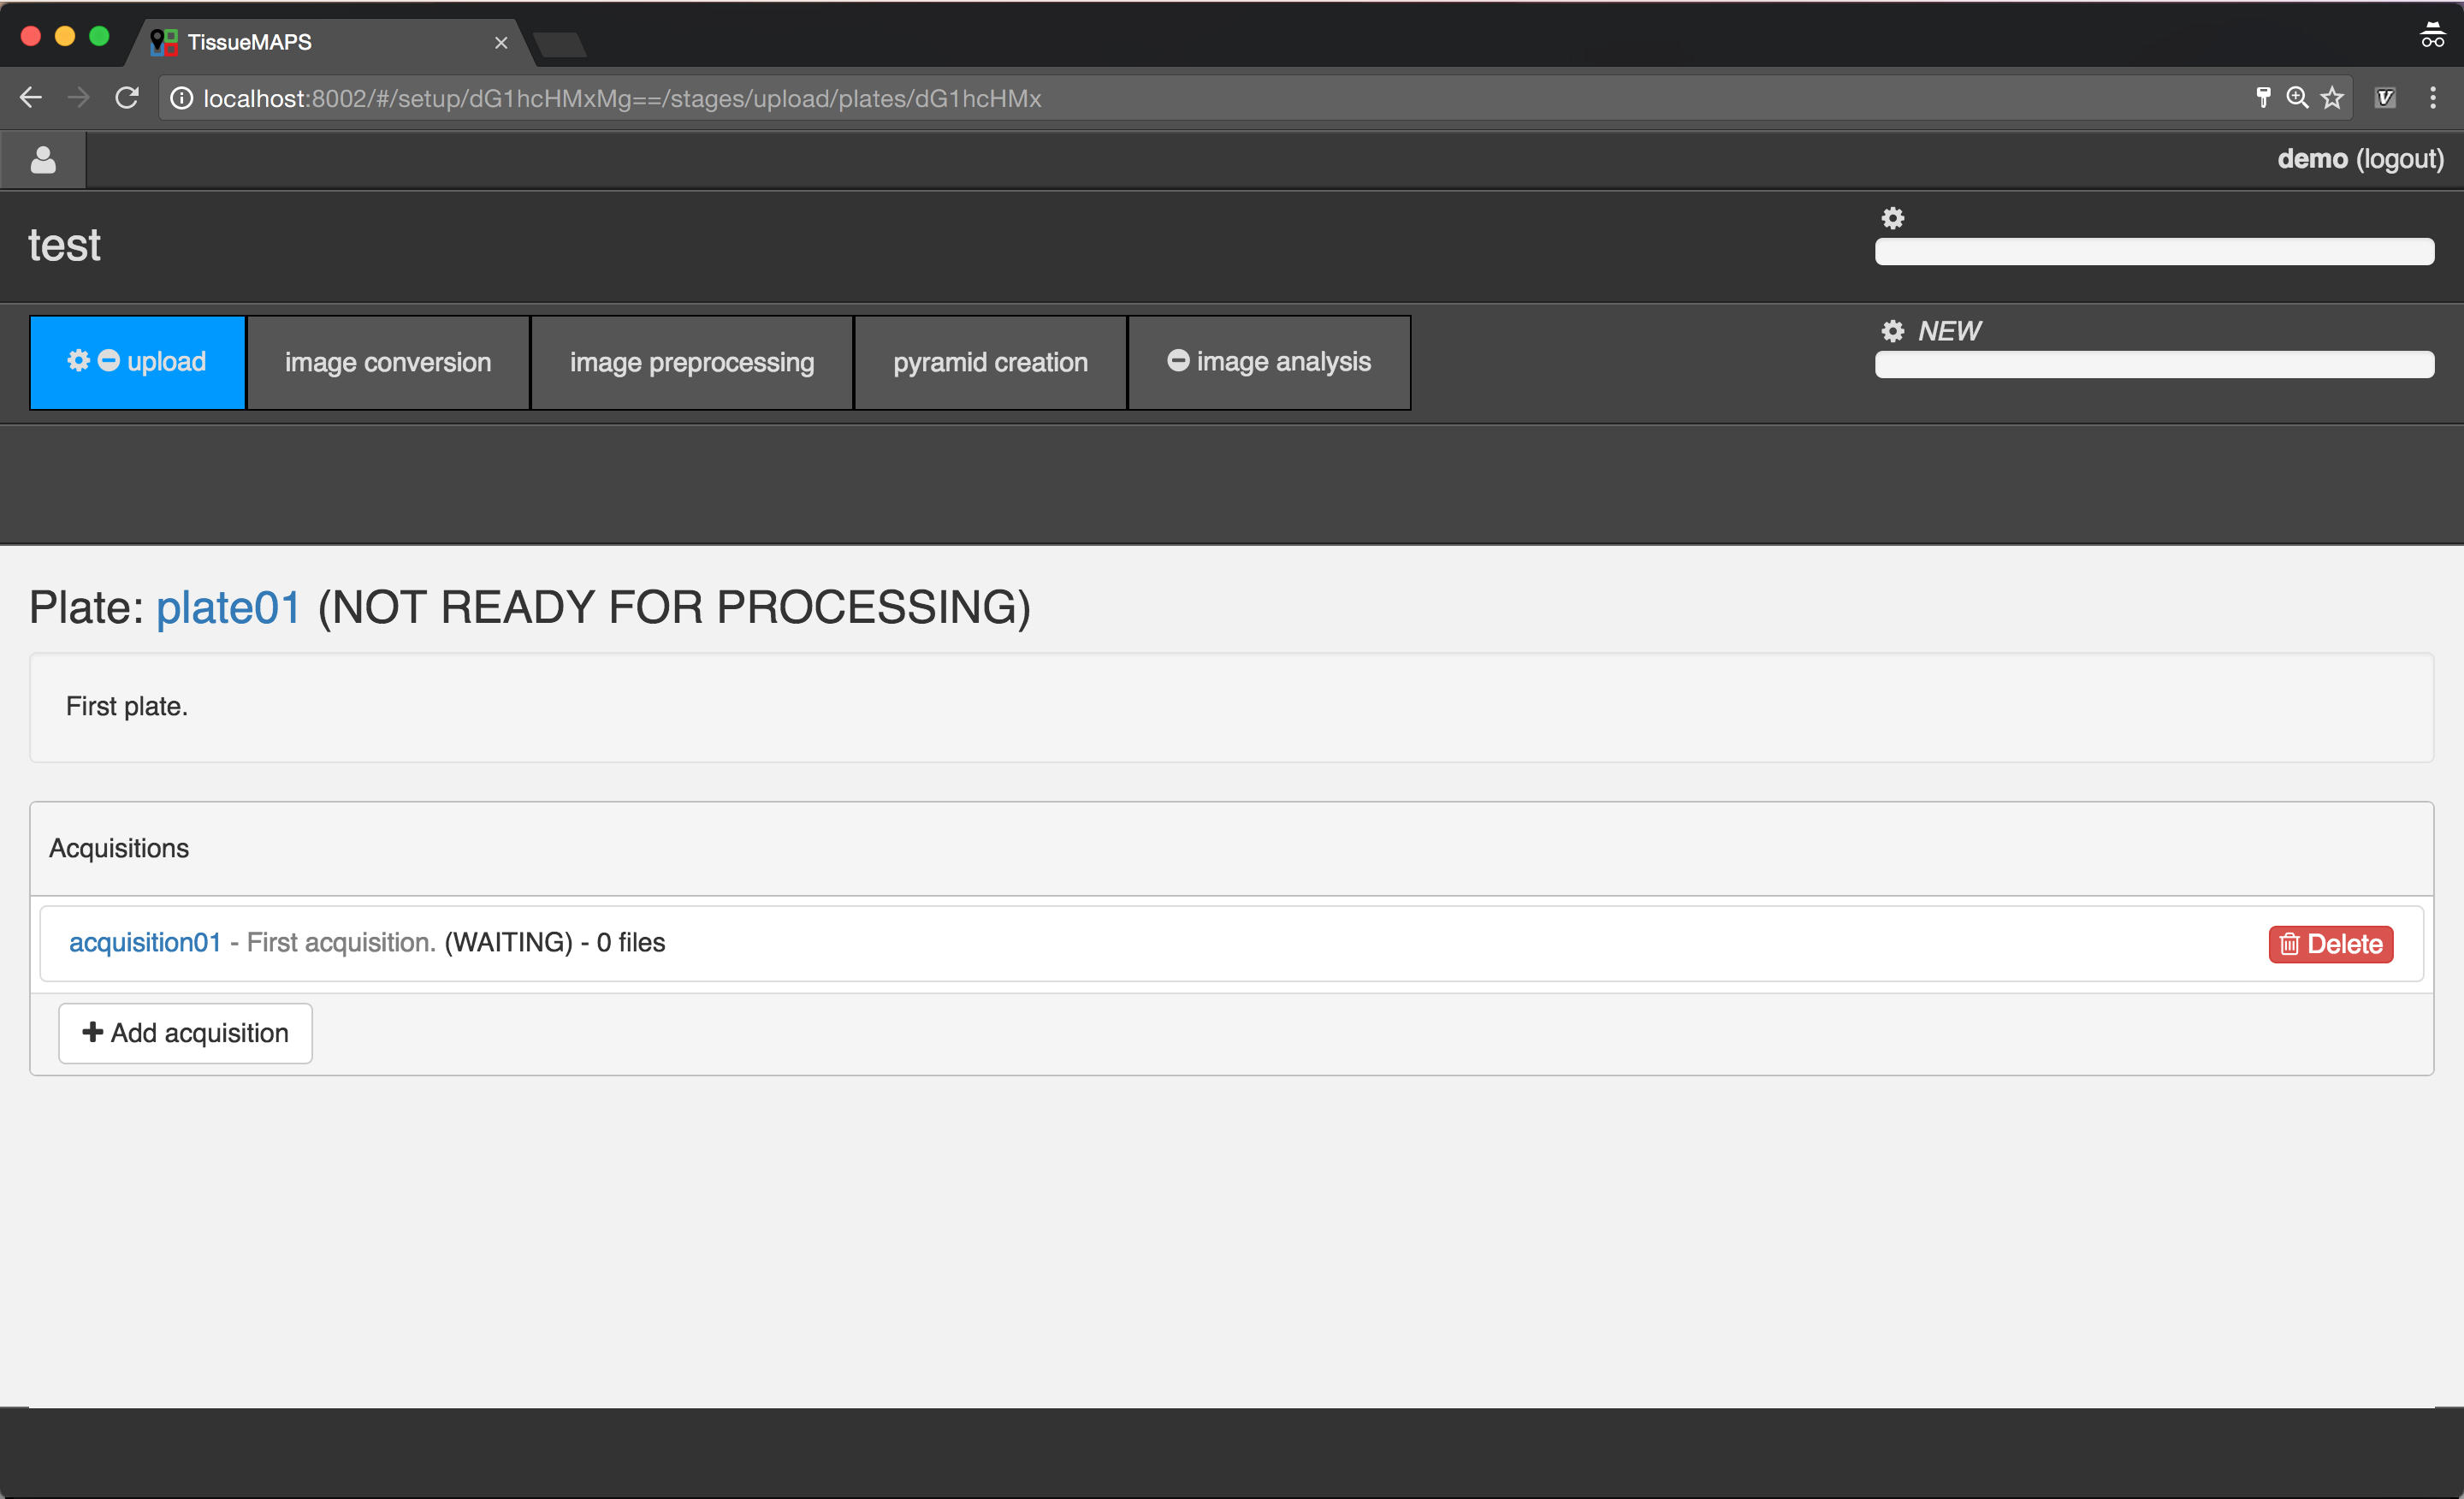 TissueMAPS
localhost:8002/#/setup/dG1hcHMxMg==/stages/upload/plates/dG1hcHMx
demo (logout)
test
upload image conversion image preprocessing pyramid creation image analysis
NEW
Plate: plate01 (NOT READY FOR PROCESSING)
First plate.
Acquisitions
acquisition01 - First acquisition. (WAITING) - 0 files
Delete
Add acquisition